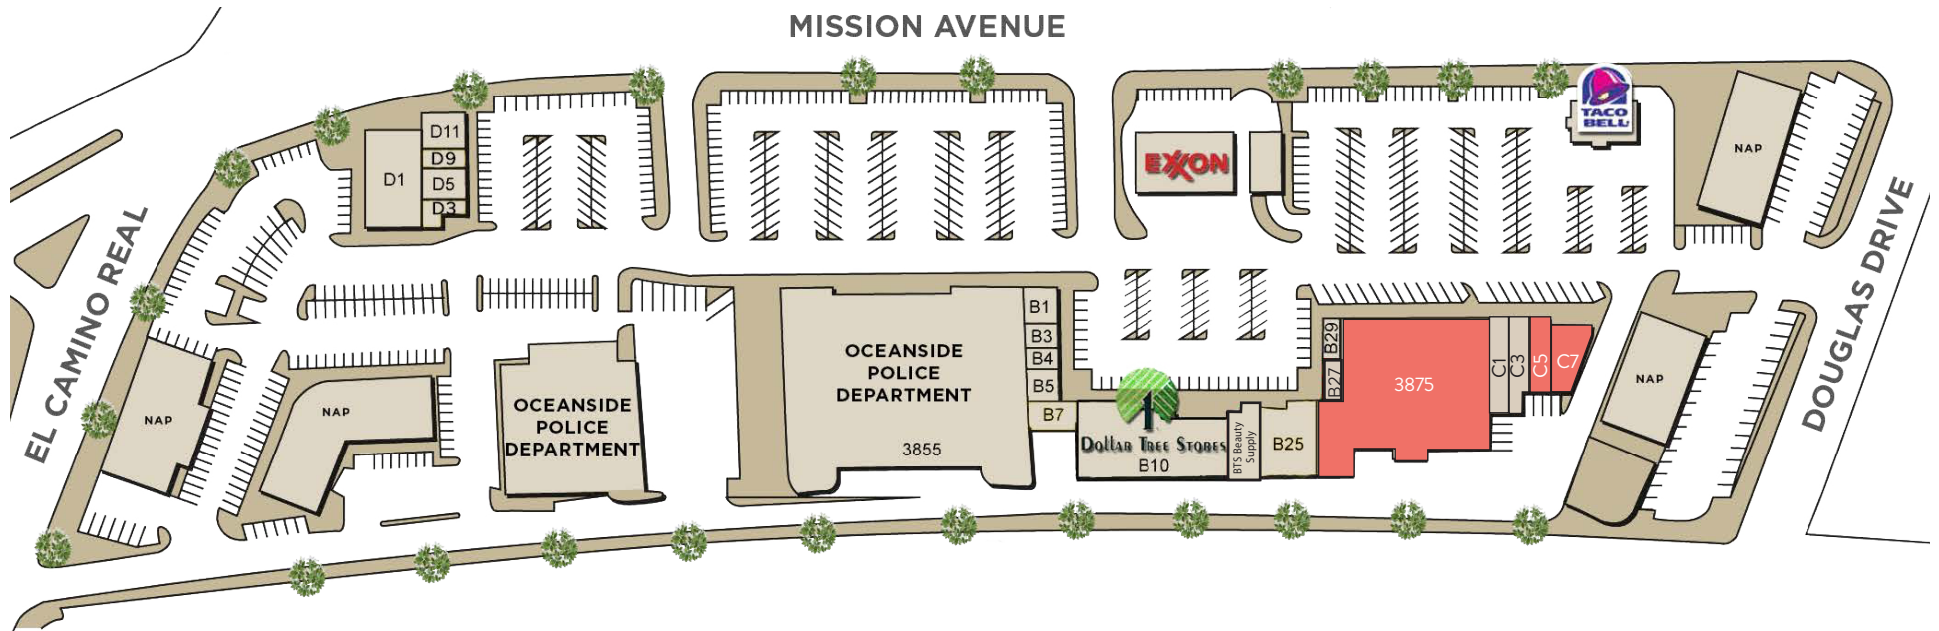 MISSION AVENUE
EL CAMINO REAL
DOUGLAS DRIVE
D1
D11
D9
D5
D3
EXXON
TACO
BELL
NAP
NAP
NAP
OCEANSIDE
POLICE
DEPARTMENT
OCEANSIDE
POLICE
DEPARTMENT
3855
B1
B3
B4
B5
B7
Dollar Tree Stores
B10
BTS Beauty
Supply
B25
B29
B27
3875
C1
C3
C5
C7
NAP